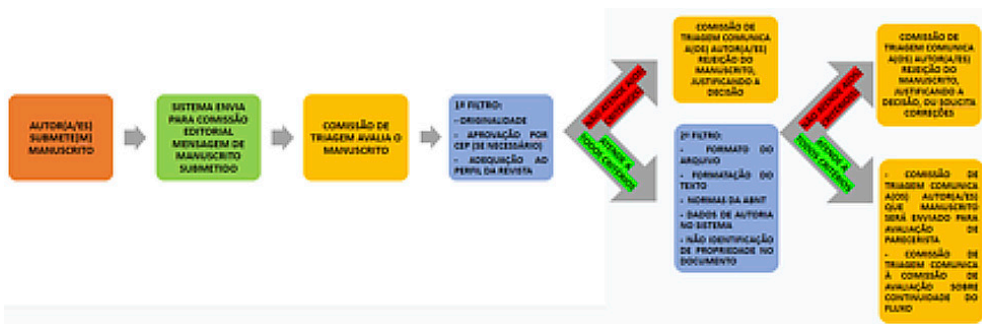 AUTOR(A/ES)
SUBMETE(M)
MANUSCRITO
SISTEMA ENVIA
PARA COMISSÃO
EDITORIAL
MENSAGEM DE
MANUSCRITO
SUBMETIDO
COMISSÃO DE
TRIAGEM AVALIA O
MANUSCRITO
1º FILTRO:
- ORIGINALIDADE
- APROVAÇÃO POR
CEP (SE NECESSÁRIO)
- ADEQUAÇÃO AO
PERFIL DA REVISTA
NÃO ATENDE A(OS)
CRITÉRIO(S)
ATENDE A
TODOS CRITÉRIOS
COMISSÃO DE
TRIAGEM COMUNICA
A(OS) AUTOR(A/ES)
REJEIÇÃO DO
MANUSCRITO,
JUSTIFICANDO A
DECISÃO
2º FILTRO:
- FORMATO DO
ARQUIVO
- FORMATAÇÃO DO
TEXTO
- NORMAS DA ABNT
- DADOS DE AUTORIA
NO SISTEMA
- NÃO IDENTIFICAÇÃO
DE PROPRIEDADE NO
DOCUMENTO
NÃO ATENDE A(OS)
CRITÉRIO(S)
ATENDE A
TODOS CRITÉRIOS
COMISSÃO DE
TRIAGEM COMUNICA
A(OS) AUTOR(A/ES)
REJEIÇÃO DO
MANUSCRITO,
JUSTIFICANDO A
DECISÃO, OU SOLICITA
CORREÇÕES
- COMISSÃO DE
TRIAGEM COMUNICA
A(OS) AUTOR(A/ES)
QUE MANUSCRITO
SERÁ ENVIADO PARA
AVALIAÇÃO DE
PARECERISTA
- COMISSÃO DE
TRIAGEM COMUNICA
À COMISSÃO DE
AVALIAÇÃO SOBRE
CONTINUIDADE DO
FLUXO